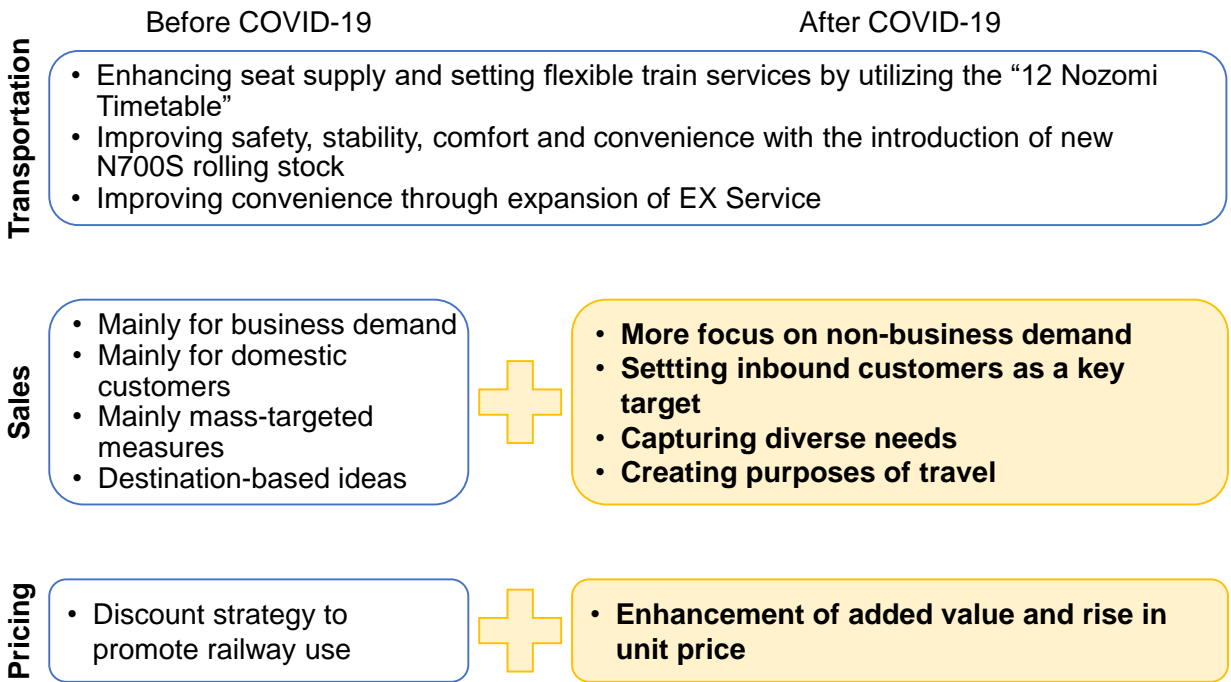 Before COVID-19
After COVID-19
Transportation
• Enhancing seat supply and setting flexible train services by utilizing the “12 Nozomi
Timetable”
• Improving safety, stability, comfort and convenience with the introduction of new
N700S rolling stock
• Improving convenience through expansion of EX Service
Sales
• Mainly for business demand
• Mainly for domestic
customers
• Mainly mass-targeted
measures
• Destination-based ideas
• More focus on non-business demand
• Settting inbound customers as a key
target
• Capturing diverse needs
• Creating purposes of travel
Pricing
• Discount strategy to
promote railway use
• Enhancement of added value and rise in
unit price